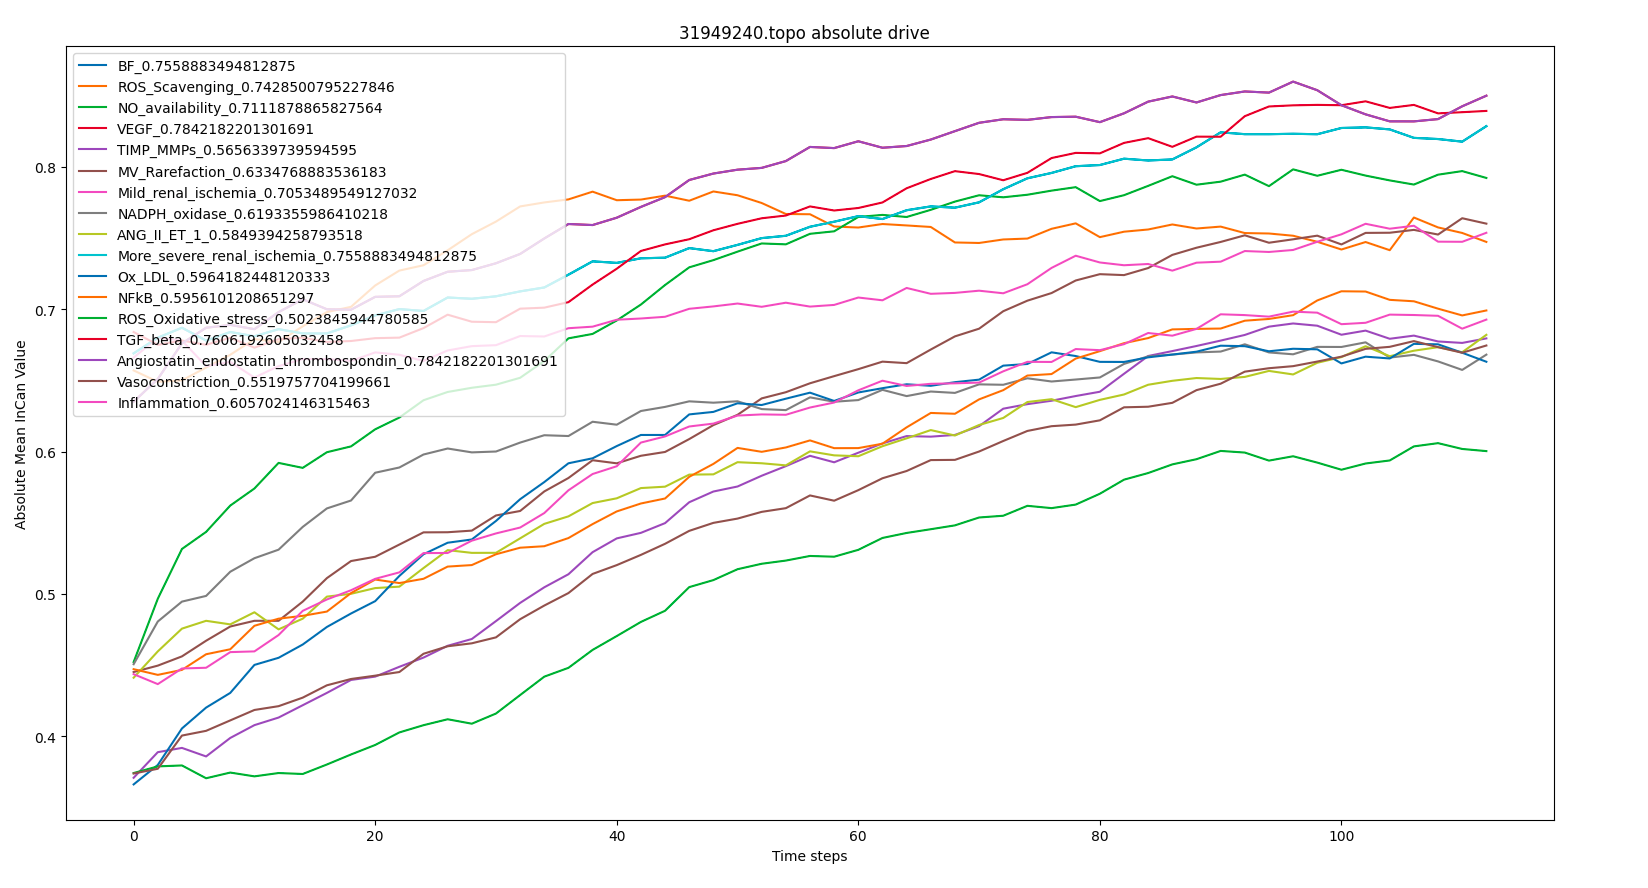 31949240.topo absolute drive
BF_0.7558883494812875
ROS_Scavenging_0.7428500795227846
NO_availability_0.7111878865827564
VEGF_0.7842182201301691
TIMP_MMPs_0.5656339739594595
MV_Rarefaction_0.6334768883536183
Mild_renal_ischemia_0.7053489549127032
NADPH_oxidase_0.6193355986410218
ANG_II_ET_1_0.5849394258793518
More_severe_renal_ischemia_0.7558883494812875
Ox_LDL_0.5964182448120333
NFkB_0.5956101208651297
ROS_Oxidative_stress_0.5023845944780585
TGF_beta_0.7606192605032458
Angiostatin_endostatin_thrombospondin_0.7842182201301691
Vasoconstriction_0.5519757704199661
Inflammation_0.6057024146315463
Absolute Mean InCan Value
0.8
0.7
0.6
0.5
0.4
0
20
40
60
80
100
Time steps